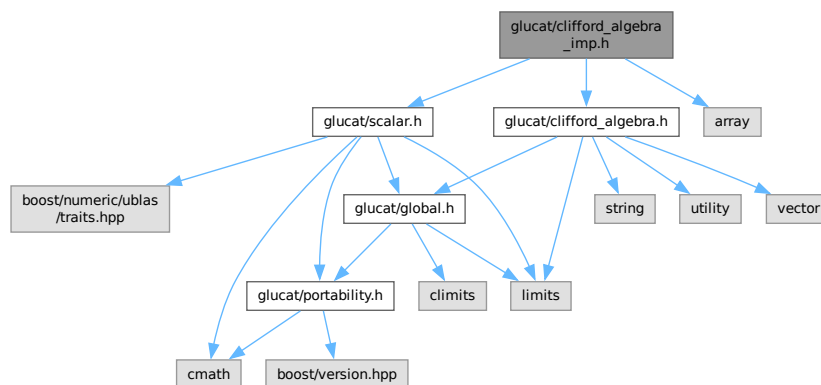 glucat/clifford_algebra
_imp.h
glucat/scalar.h
glucat/clifford_algebra.h
array
boost/numeric/ublas
/traits.hpp
glucat/global.h
string
utility
vector
glucat/portability.h
climits
limits
cmath
boost/version.hpp